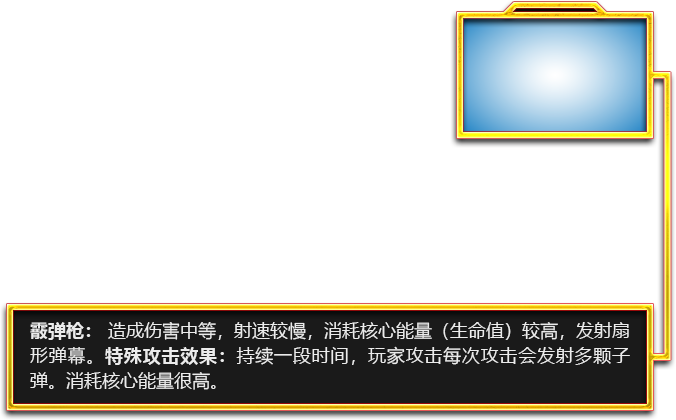 霰弹枪： 造成伤害中等，射速较慢，消耗核心能量（生命值）较高，发射扇
形弹幕。特殊攻击效果：持续一段时间，玩家攻击每次攻击会发射多颗子
弹。消耗核心能量很高。